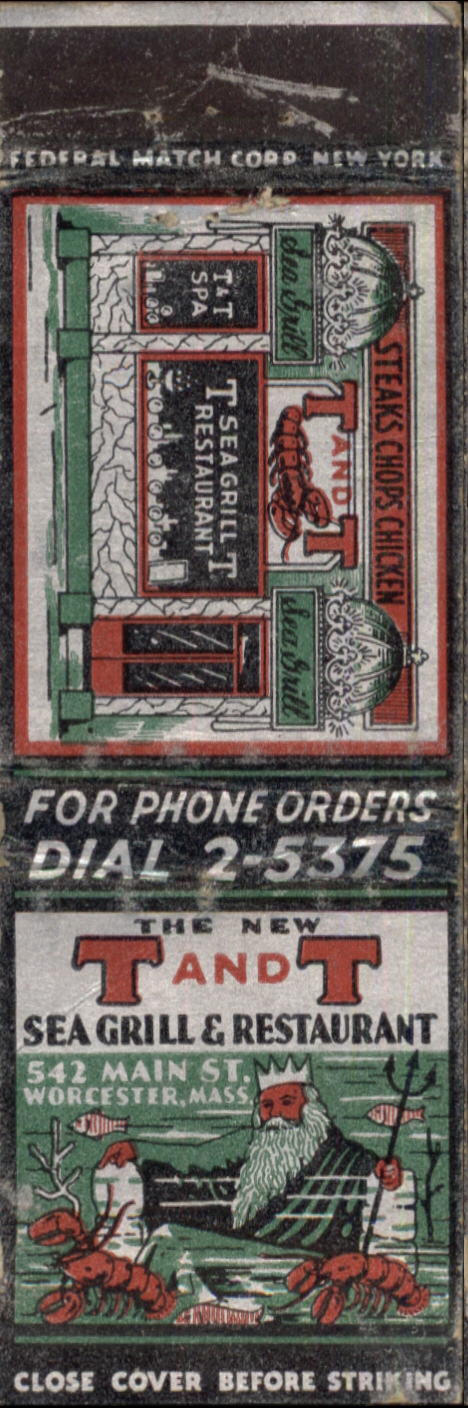 FEDERAL MATCH CORP. NEW YORK
STEAKS CHOPS CHICKEN
T AND T
Sea Grill
Sea Grill
T&T
SPA
T SEA GRILL T
RESTAURANT
FOR PHONE ORDERS
DIAL 2-5375
THE NEW
T AND T
SEA GRILL & RESTAURANT
542 MAIN ST.
WORCESTER, MASS.
CLOSE COVER BEFORE STRIKING